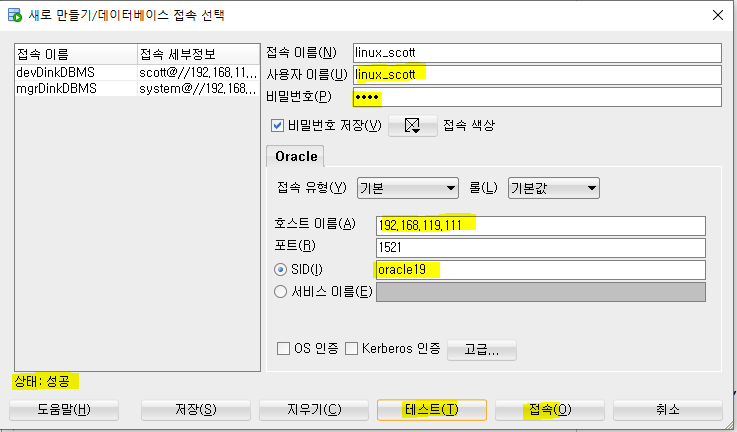 새로 만들기/데이터베이스 접속 선택
접속 이름 접속 세부정보
devDinkDBMS scott@//192,168,11,..
mgrDinkDBMS system@//192,168,..
접속 이름(N) linux_scott
사용자 이름(U) linux_scott
비밀번호(P) ••••
비밀번호 저장(V) 접속 색상
Oracle
접속 유형(Y) 기본 롤(L) 기본값
호스트 이름(A) 192,168,119,111
포트(R) 1521
SID(I) oracle19
서비스 이름(E)
OS 인증 Kerberos 인증 고급...
상태: 성공
도움말(H) 저장(S) 지우기(C) 테스트(T) 접속(O) 취소